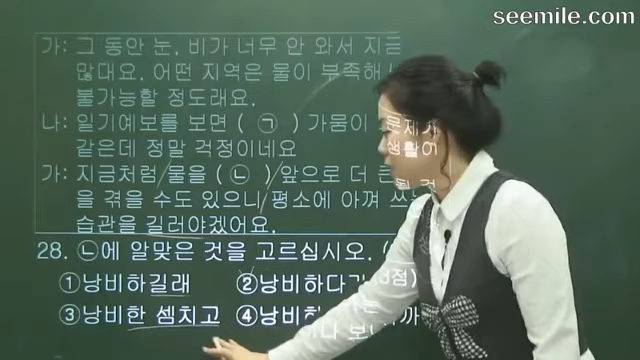 seemile.com
가: 그 동안 눈, 비가 너무 안 와서 지금
많대요. 어떤 지역은 물이 부족해
불가능할 정도래요.
나: 일기예보를 보면 ( ㉠ ) 가뭄이
같은데 정말 걱정이네요
가: 지금처럼 물을 ( ㉡ ) 앞으로 더 큰
을 겪을 수도 있으니 평소에 아껴
습관을 길러야겠어요.
28. ㉡에 알맞은 것을 고르십시오. (3점)
①낭비하길래 ②낭비하다가
③낭비한 셈치고 ④낭비하